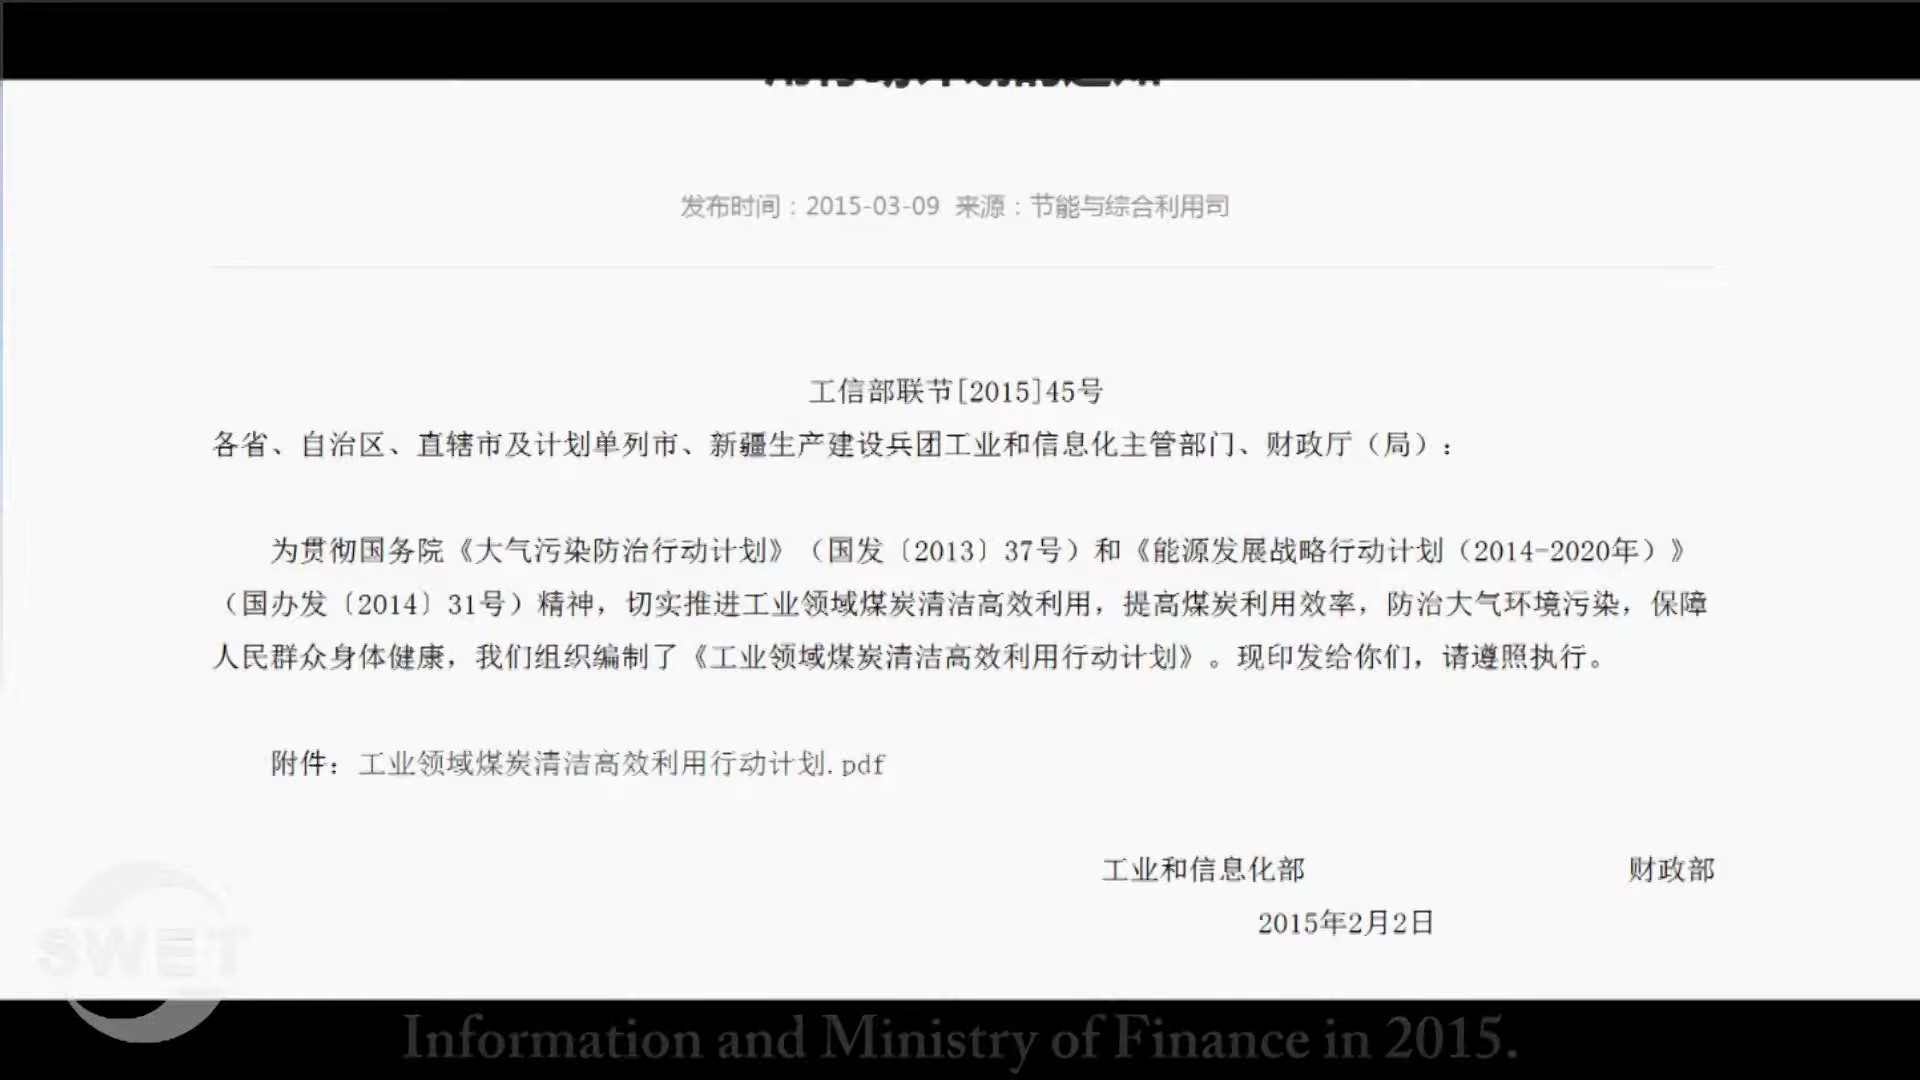 用行动计划的通知
发布时间：2015-03-09 来源：节能与综合利用司
工信部联节[2015]45号
各省、自治区、直辖市及计划单列市、新疆生产建设兵团工业和信息化主管部门、财政厅（局）：
为贯彻国务院《大气污染防治行动计划》（国发〔2013〕37号）和《能源发展战略行动计划（2014-2020年）》
（国办发〔2014〕31号）精神，切实推进工业领域煤炭清洁高效利用，提高煤炭利用效率，防治大气环境污染，保障
人民群众身体健康，我们组织编制了《工业领域煤炭清洁高效利用行动计划》。现印发给你们，请遵照执行。
附件：工业领域煤炭清洁高效利用行动计划.pdf
工业和信息化部 财政部
2015年2月2日
SWET
Information and Ministry of Finance in 2015.